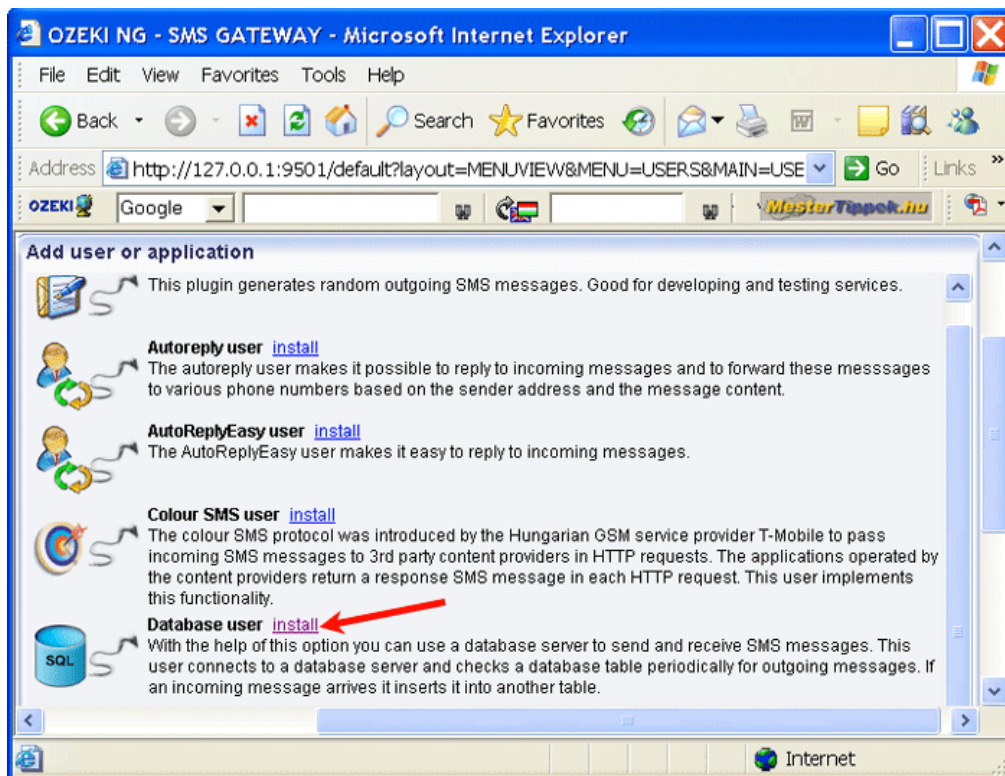 OZEKI NG - SMS GATEWAY - Microsoft Internet Explorer
File Edit View Favorites Tools Help
Back Search Favorites
Address http://127.0.0.1:9501/default?layout=MENUVIEW&MENU=USERS&MAIN=USE Go Links »
OZEKI Google MesterTippek.hu
Add user or application
This plugin generates random outgoing SMS messages. Good for developing and testing services.
Autoreply user install
The autoreply user makes it possible to reply to incoming messages and to forward these messsages
to various phone numbers based on the sender address and the message content.
AutoReplyEasy user install
The AutoReplyEasy user makes it easy to reply to incoming messages.
Colour SMS user install
The colour SMS protocol was introduced by the Hungarian GSM service provider T-Mobile to pass
incoming SMS messages to 3rd party content providers in HTTP requests. The applications operated by
the content providers return a response SMS message in each HTTP request. This user implements
this functionality.
Database user install
SQL
With the help of this option you can use a database server to send and receive SMS messages. This
user connects to a database server and checks a database table periodically for outgoing messages. If
an incoming message arrives it inserts it into another table.
Internet